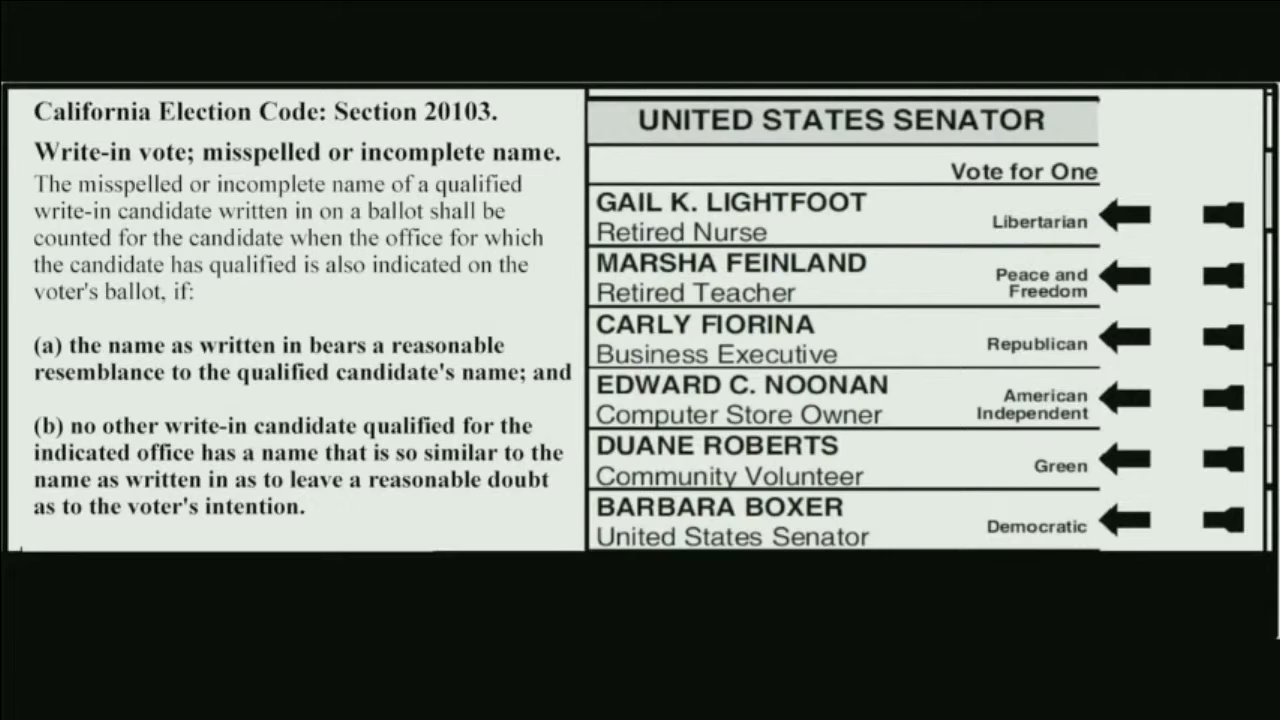 California Election Code: Section 20103.
Write-in vote; misspelled or incomplete name.
The misspelled or incomplete name of a qualified
write-in candidate written in on a ballot shall be
counted for the candidate when the office for which
the candidate has qualified is also indicated on the
voter's ballot, if:
(a) the name as written in bears a reasonable
resemblance to the qualified candidate's name; and
(b) no other write-in candidate qualified for the
indicated office has a name that is so similar to the
name as written in as to leave a reasonable doubt
as to the voter's intention.
UNITED STATES SENATOR
Vote for One
GAIL K. LIGHTFOOT
Retired Nurse
Libertarian
MARSHA FEINLAND
Retired Teacher
Peace and
Freedom
CARLY FIORINA
Business Executive
Republican
EDWARD C. NOONAN
Computer Store Owner
American
Independent
DUANE ROBERTS
Community Volunteer
Green
BARBARA BOXER
United States Senator
Democratic